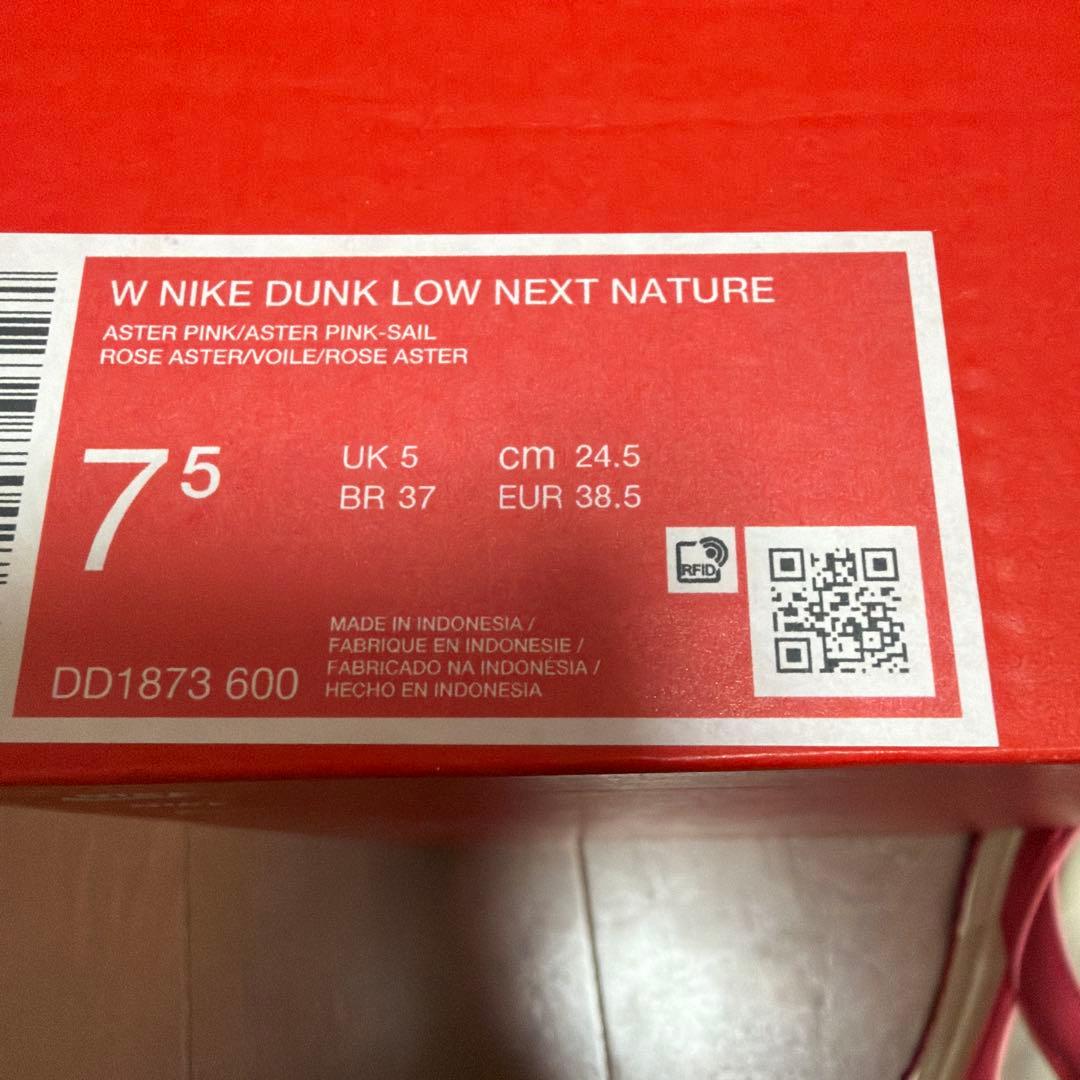 W NIKE DUNK LOW NEXT NATURE
ASTER PINK/ASTER PINK-SAIL
ROSE ASTER/VOILE/ROSE ASTER
7 5
UK 5 cm 24.5
BR 37 EUR 38.5
RFID
MADE IN INDONESIA /
FABRIQUE EN INDONESIE /
FABRICADO NA INDONÉSIA /
HECHO EN INDONESIA
DD1873 600